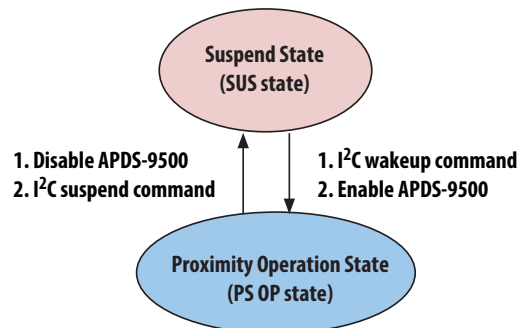 Suspend State
(SUS state)
1. Disable APDS-9500
2. I²C suspend command
1. I²C wakeup command
2. Enable APDS-9500
Proximity Operation State
(PS OP state)